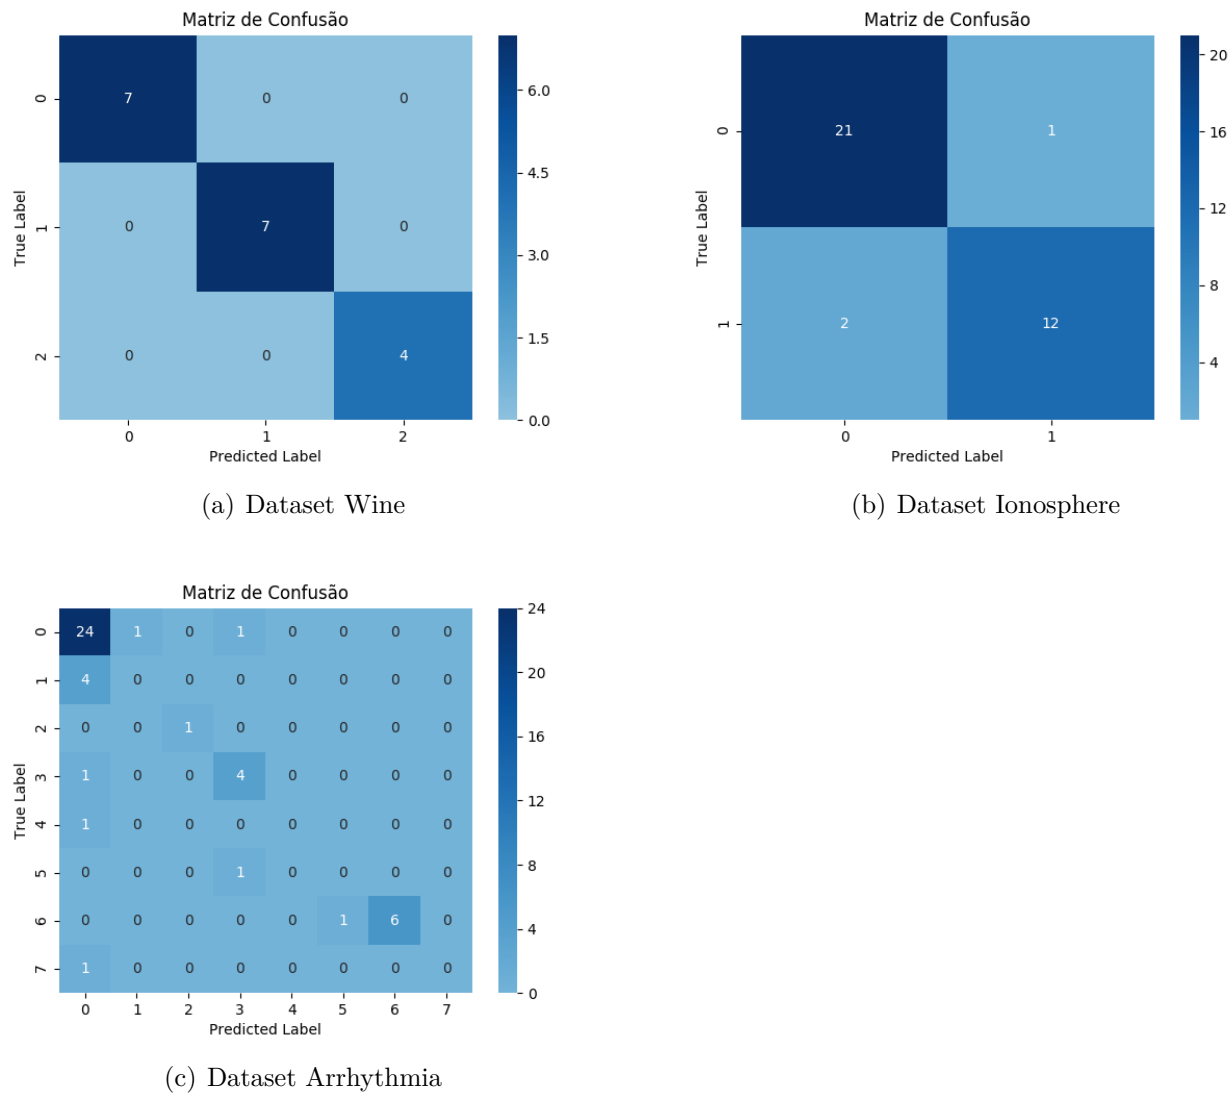 Matriz de Confusão
0 7 0 0
1 0 7 0
2 0 0 4
0 1 2
True Label
Predicted Label
6.0
4.5
3.0
1.5
0.0
(a) Dataset Wine
Matriz de Confusão
0 21 1
1 2 12
0 1
True Label
Predicted Label
20
16
12
8
4
(b) Dataset Ionosphere
Matriz de Confusão
0 24 1 0 1 0 0 0 0
1 4 0 0 0 0 0 0 0
2 0 0 1 0 0 0 0 0
3 1 0 0 4 0 0 0 0
4 1 0 0 0 0 0 0 0
5 0 0 0 1 0 0 0 0
6 0 0 0 0 0 1 6 0
7 1 0 0 0 0 0 0 0
0 1 2 3 4 5 6 7
True Label
Predicted Label
24
20
16
12
8
4
0
(c) Dataset Arrhythmia